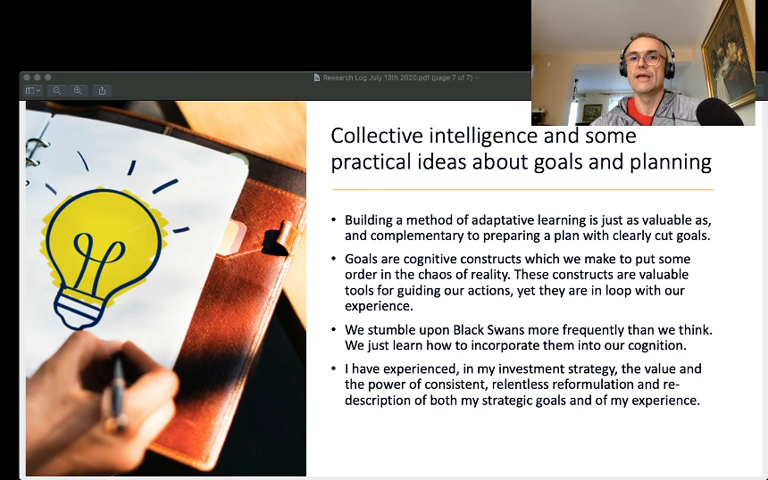 Research Log July 13th 2020.pdf (page 7 of 7)
Collective intelligence and some
practical ideas about goals and planning
• Building a method of adaptative learning is just as valuable as,
and complementary to preparing a plan with clearly cut goals.
• Goals are cognitive constructs which we make to put some
order in the chaos of reality. These constructs are valuable
tools for guiding our actions, yet they are in loop with our
experience.
• We stumble upon Black Swans more frequently than we think.
We just learn how to incorporate them into our cognition.
• I have experienced, in my investment strategy, the value and
the power of consistent, relentless reformulation and re-
description of both my strategic goals and of my experience.